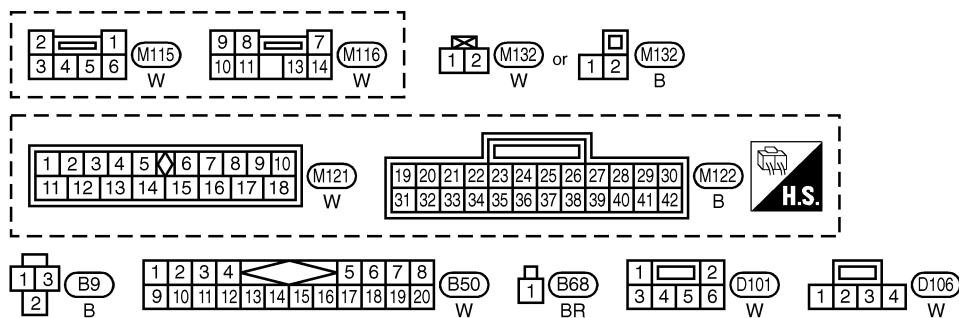 2 1
3 4 5 6
M115
W
9 8 7
10 11 13 14
M116
W
1 2
M132
W
or
1 2
M132
B
1 2 3 4 5 6 7 8 9 10
11 12 13 14 15 16 17 18
M121
W
19 20 21 22 23 24 25 26 27 28 29 30
31 32 33 34 35 36 37 38 39 40 41 42
M122
B
H.S.
1 3
2
B9
B
1 2 3 4 5 6 7 8
9 10 11 12 13 14 15 16 17 18 19 20
B50
W
1
B68
BR
1 2
3 4 5 6
D101
W
1 2 3 4
D106
W